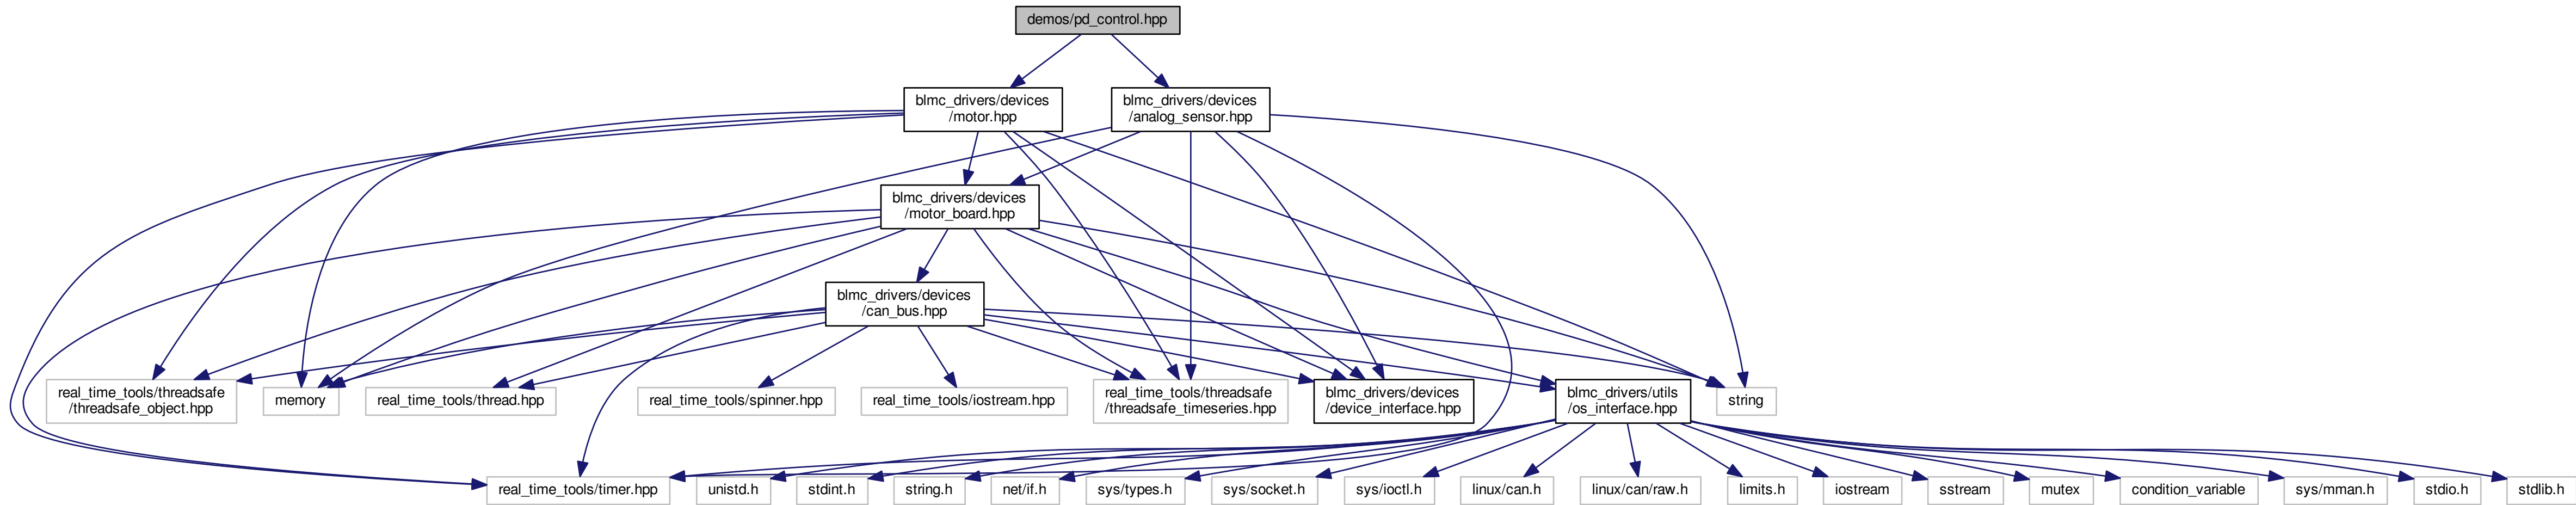 demos/pd_control.hpp
blmc_drivers/devices
/motor.hpp
blmc_drivers/devices
/analog_sensor.hpp
blmc_drivers/devices
/motor_board.hpp
blmc_drivers/devices
/can_bus.hpp
real_time_tools/threadsafe
/threadsafe_object.hpp
memory
real_time_tools/thread.hpp
real_time_tools/spinner.hpp
real_time_tools/iostream.hpp
real_time_tools/threadsafe
/threadsafe_timeseries.hpp
blmc_drivers/devices
/device_interface.hpp
blmc_drivers/utils
/os_interface.hpp
string
real_time_tools/timer.hpp
unistd.h
stdint.h
string.h
net/if.h
sys/types.h
sys/socket.h
sys/ioctl.h
linux/can.h
linux/can/raw.h
limits.h
iostream
sstream
mutex
condition_variable
sys/mman.h
stdio.h
stdlib.h